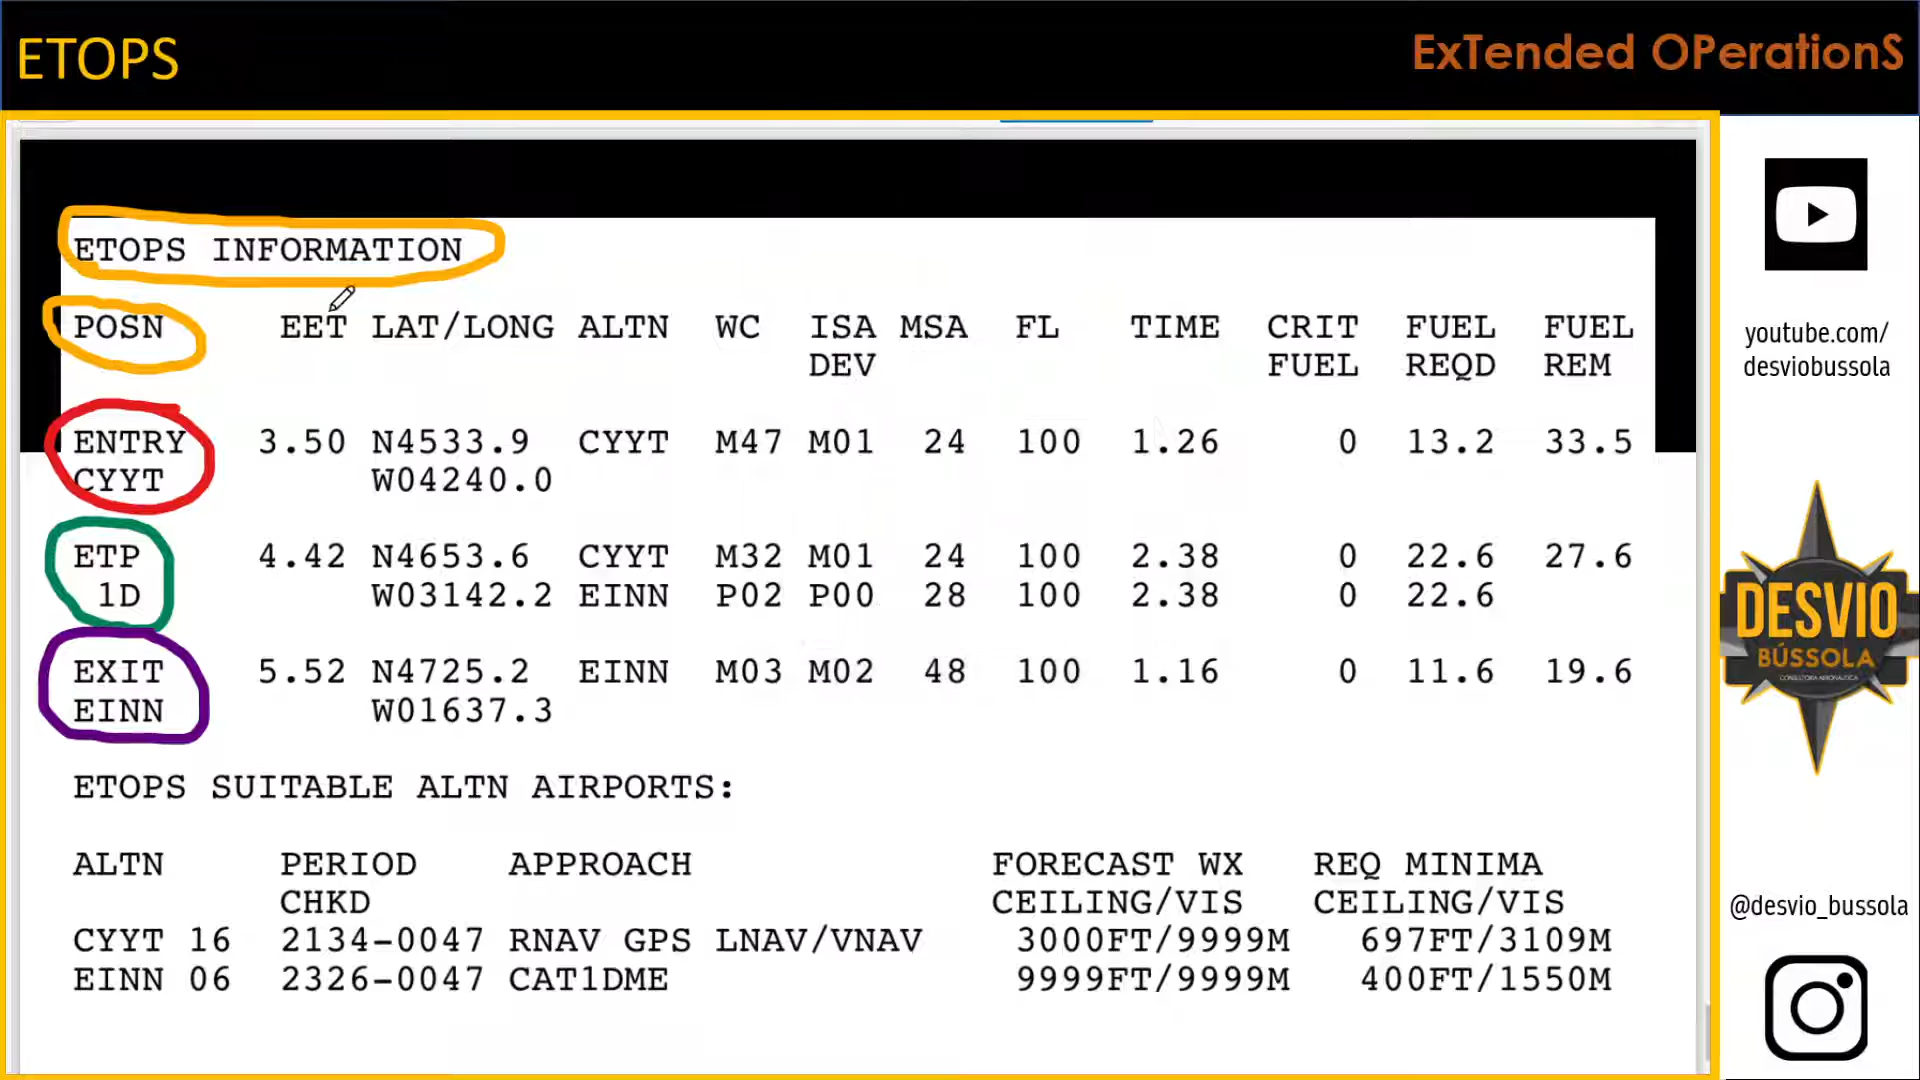 ETOPS
ExTended OPerationS
ETOPS INFORMATION
POSN EET LAT/LONG ALTN WC ISA MSA FL TIME CRIT FUEL FUEL
DEV FUEL REQD REM
ENTRY 3.50 N4533.9 CYYT M47 M01 24 100 1.26 0 13.2 33.5
CYYT W04240.0
ETP 4.42 N4653.6 CYYT M32 M01 24 100 2.38 0 22.6 27.6
1D W03142.2 EINN P02 P00 28 100 2.38 0 22.6
EXIT 5.52 N4725.2 EINN M03 M02 48 100 1.16 0 11.6 19.6
EINN W01637.3
ETOPS SUITABLE ALTN AIRPORTS:
ALTN PERIOD APPROACH FORECAST WX REQ MINIMA
CHKD CEILING/VIS CEILING/VIS
CYYT 16 2134-0047 RNAV GPS LNAV/VNAV 3000FT/9999M 697FT/3109M
EINN 06 2326-0047 CAT1DME 9999FT/9999M 400FT/1550M
youtube.com/
desviobussola
DESVIO
BÚSSOLA
CONSULTORIA AERONÁUTICA
@desvio_bussola